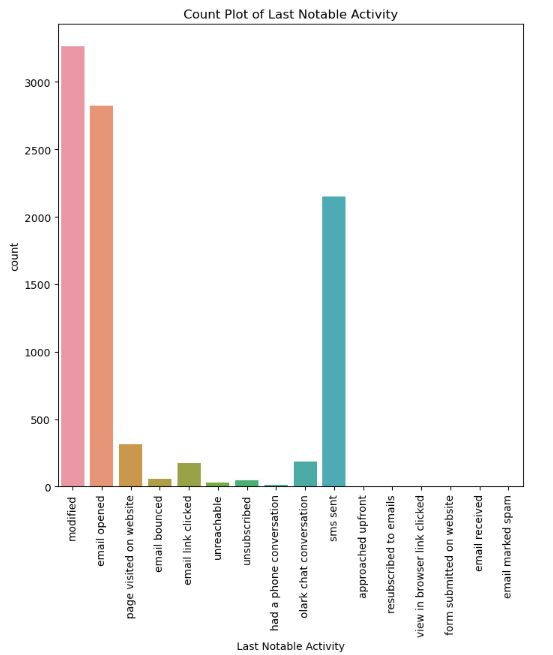 Count Plot of Last Notable Activity
3000
2500
2000
1500
1000
500
0
count
modified
email opened
page visited on website
email bounced
email link clicked
unreachable
unsubscribed
had a phone conversation
olark chat conversation
sms sent
approached upfront
resubscribed to emails
view in browser link clicked
form submitted on website
email received
email marked spam
Last Notable Activity